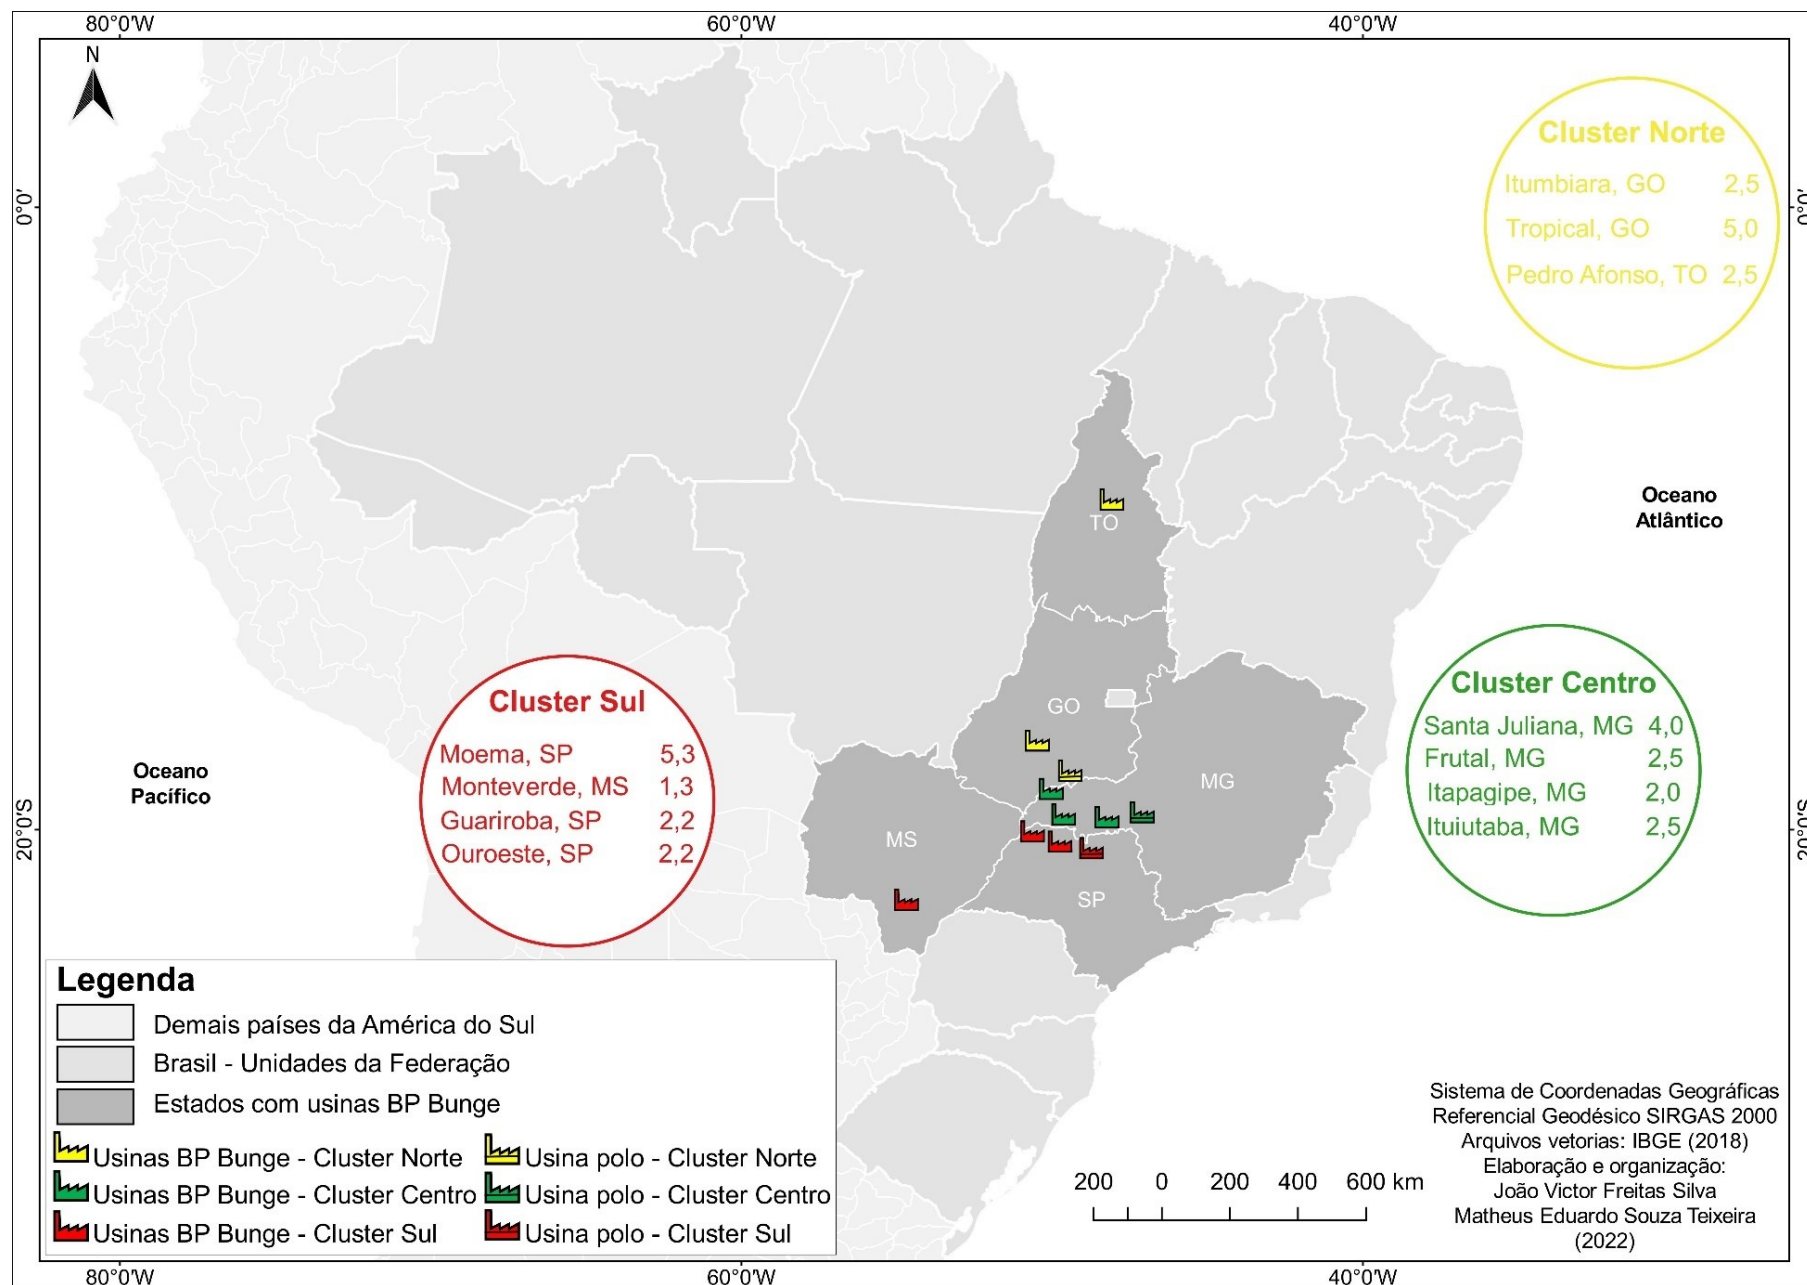 80°0'W 60°0'W 40°0'W
N
Cluster Norte
Itumbiara, GO 2,5
Tropical, GO 5,0
Pedro Afonso, TO 2,5
0°0' 0°0'
Oceano
Atlântico
TO
GO
MG
MS
SP
Cluster Centro
Santa Juliana, MG 4,0
Frutal, MG 2,5
Itapagipe, MG 2,0
Ituiutaba, MG 2,5
Cluster Sul
Moema, SP 5,3
Monteverde, MS 1,3
Guariroba, SP 2,2
Ouroeste, SP 2,2
Oceano
Pacífico
20°0'S 20°0'S
Legenda
Demais países da América do Sul
Brasil - Unidades da Federação
Estados com usinas BP Bunge
Usinas BP Bunge - Cluster Norte Usina polo - Cluster Norte
Usinas BP Bunge - Cluster Centro Usina polo - Cluster Centro
Usinas BP Bunge - Cluster Sul Usina polo - Cluster Sul
200 0 200 400 600 km
Sistema de Coordenadas Geográficas
Referencial Geodésico SIRGAS 2000
Arquivos vetorias: IBGE (2018)
Elaboração e organização:
João Victor Freitas Silva
Matheus Eduardo Souza Teixeira
(2022)
80°0'W 60°0'W 40°0'W